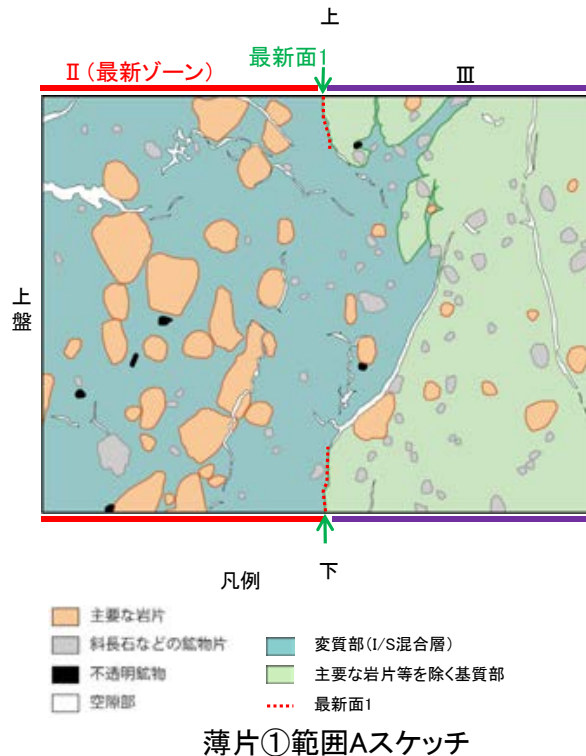 上
最新面1
Ⅱ(最新ゾーン)
Ⅲ
上盤
下
凡例
主要な岩片
斜長石などの鉱物片
不透明鉱物
空隙部
変質部(I/S混合層)
主要な岩片等を除く基質部
最新面1
薄片①範囲Aスケッチ